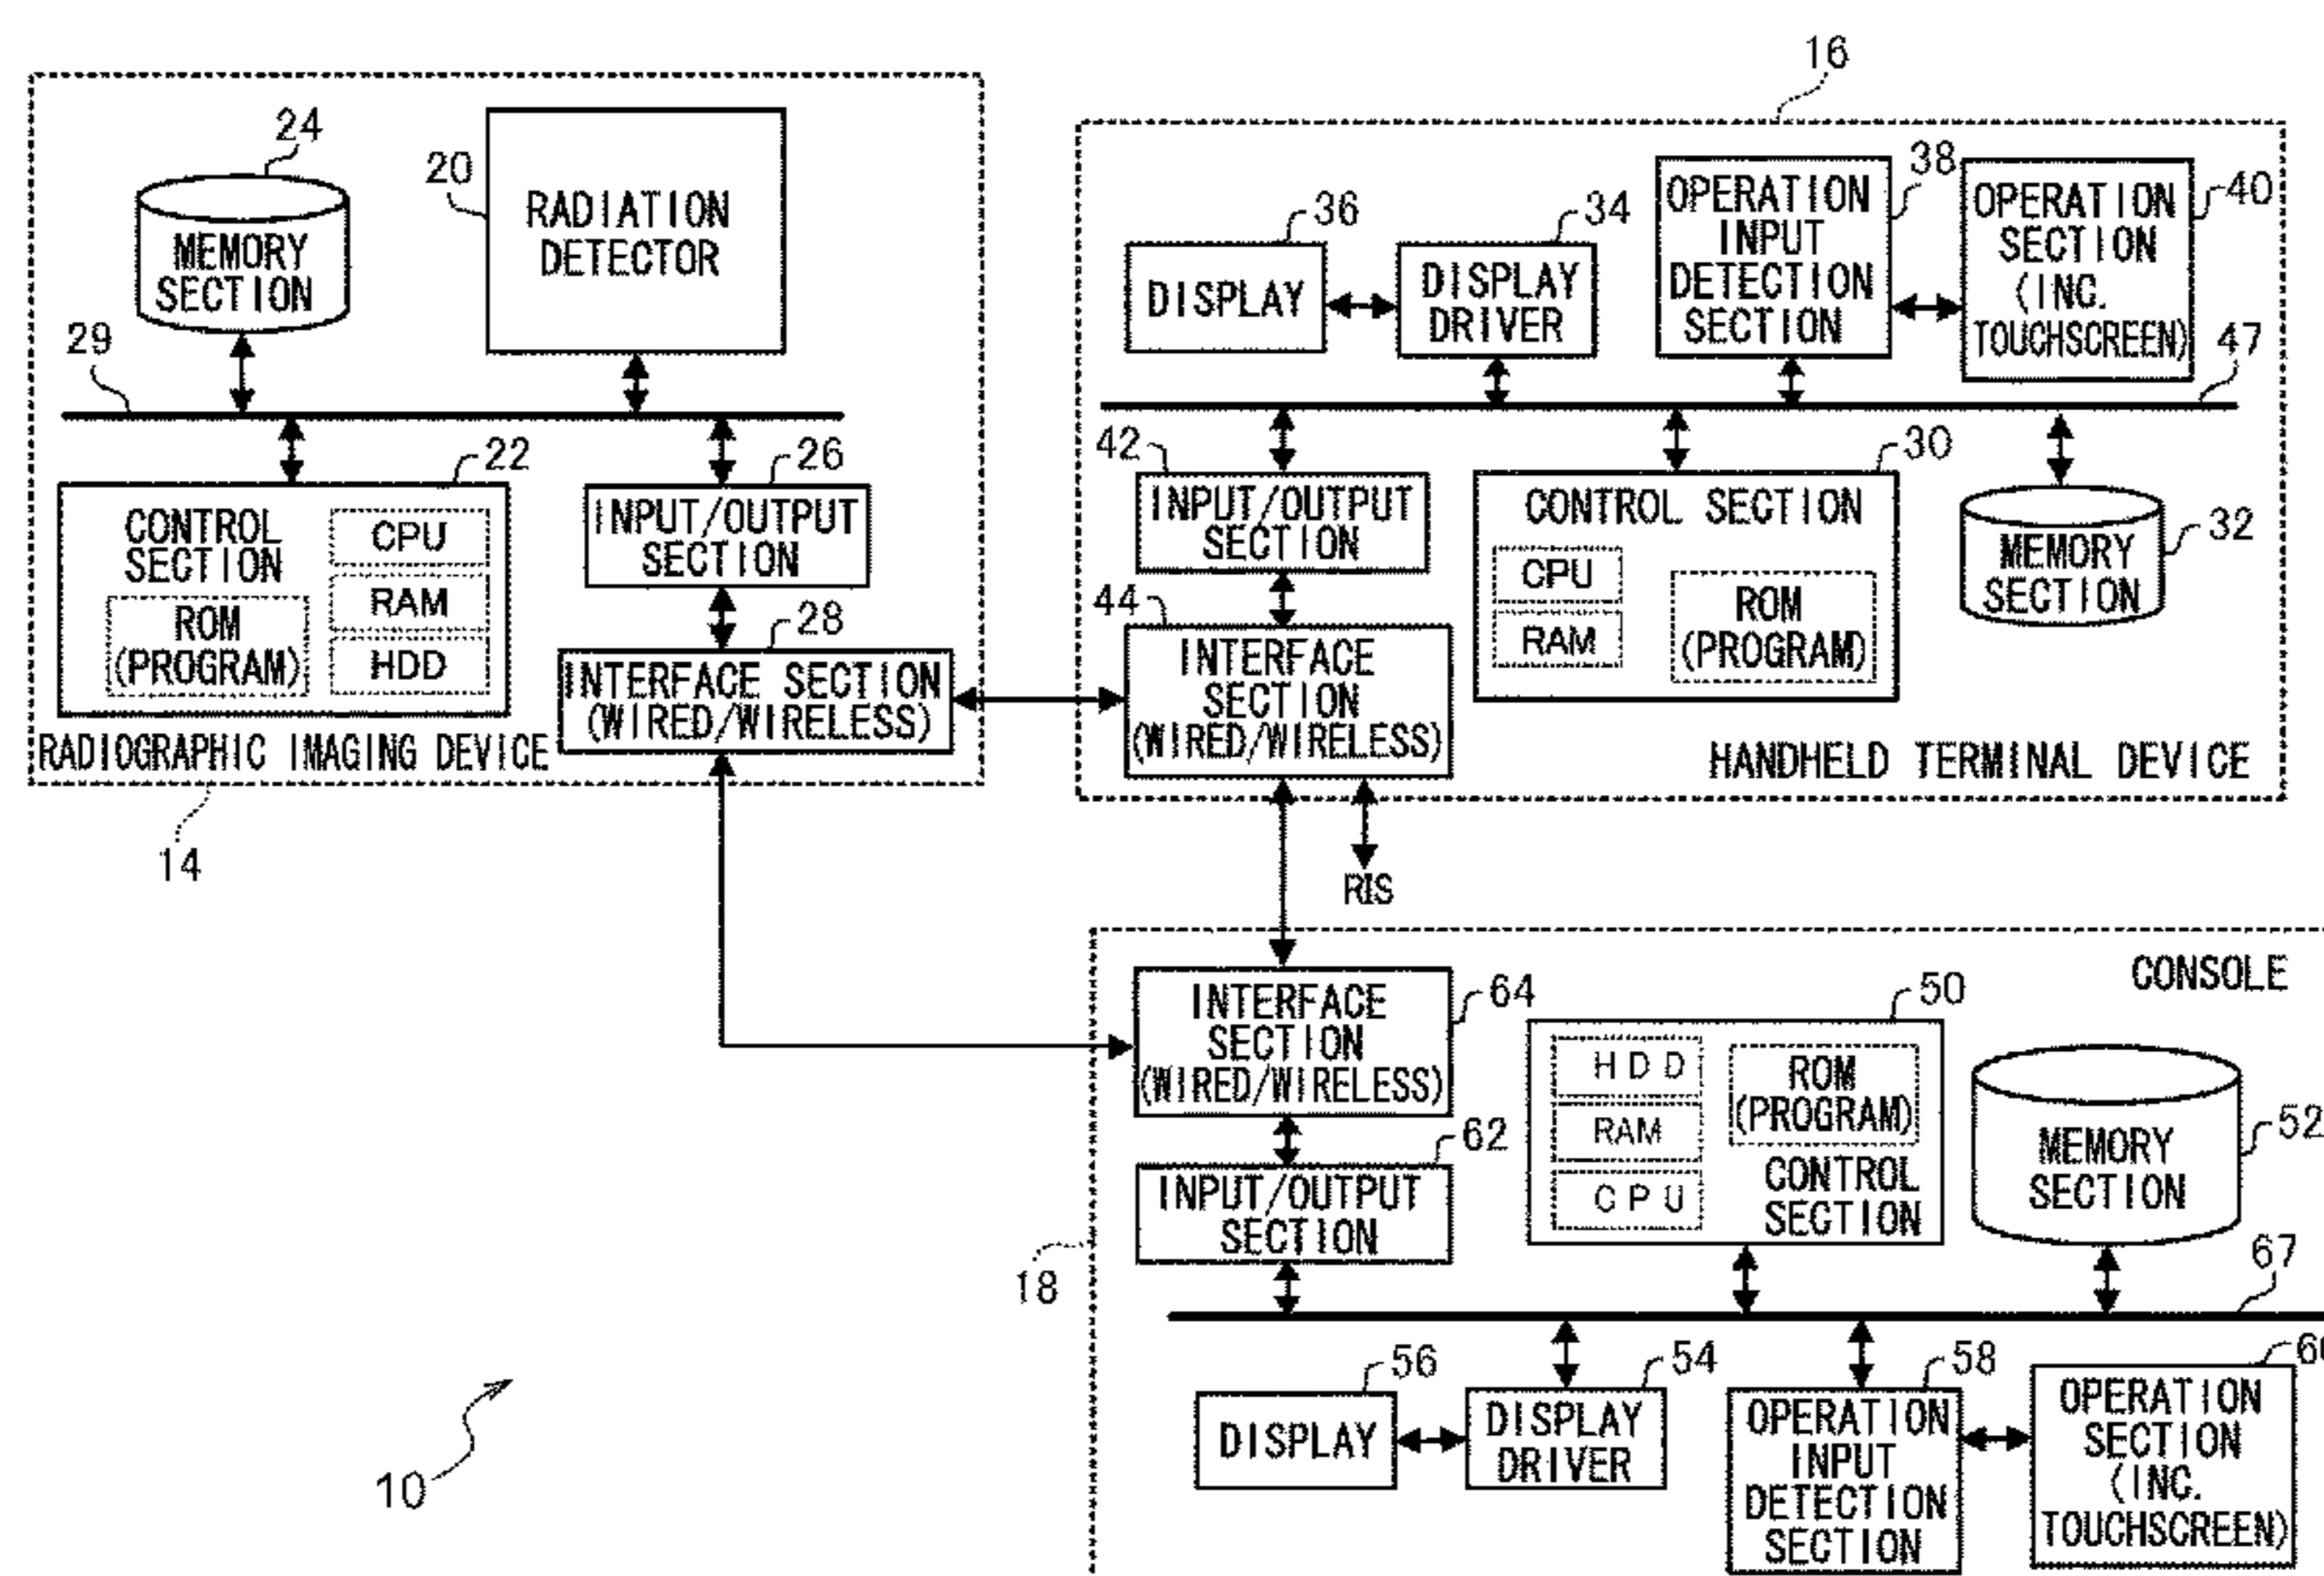 24
MEMORY
SECTION
20
RADIATION
DETECTOR
29
22
CONTROL
SECTION
ROM
(PROGRAM)
CPU
RAM
HDD
26
INPUT/OUTPUT
SECTION
28
INTERFACE SECTION
(WIRED/WIRELESS)
RADIOGRAPHIC IMAGING DEVICE
14
16
36
DISPLAY
34
DISPLAY
DRIVER
38
OPERATION
INPUT
DETECTION
SECTION
40
OPERATION
SECTION
(INC.
TOUCHSCREEN)
47
42
INPUT/OUTPUT
SECTION
30
CONTROL SECTION
CPU
RAM
ROM
(PROGRAM)
32
MEMORY
SECTION
44
INTERFACE
SECTION
(WIRED/WIRELESS)
HANDHELD TERMINAL DEVICE
RIS
CONSOLE
INTERFACE
SECTION
(WIRED/WIRELESS)
64
50
HDD
RAM
CPU
ROM
(PROGRAM)
CONTROL
SECTION
MEMORY
SECTION
52
62
INPUT/OUTPUT
SECTION
18
67
56
DISPLAY
54
DISPLAY
DRIVER
58
OPERATION
INPUT
DETECTION
SECTION
OPERATION
SECTION
(INC.
TOUCHSCREEN)
10